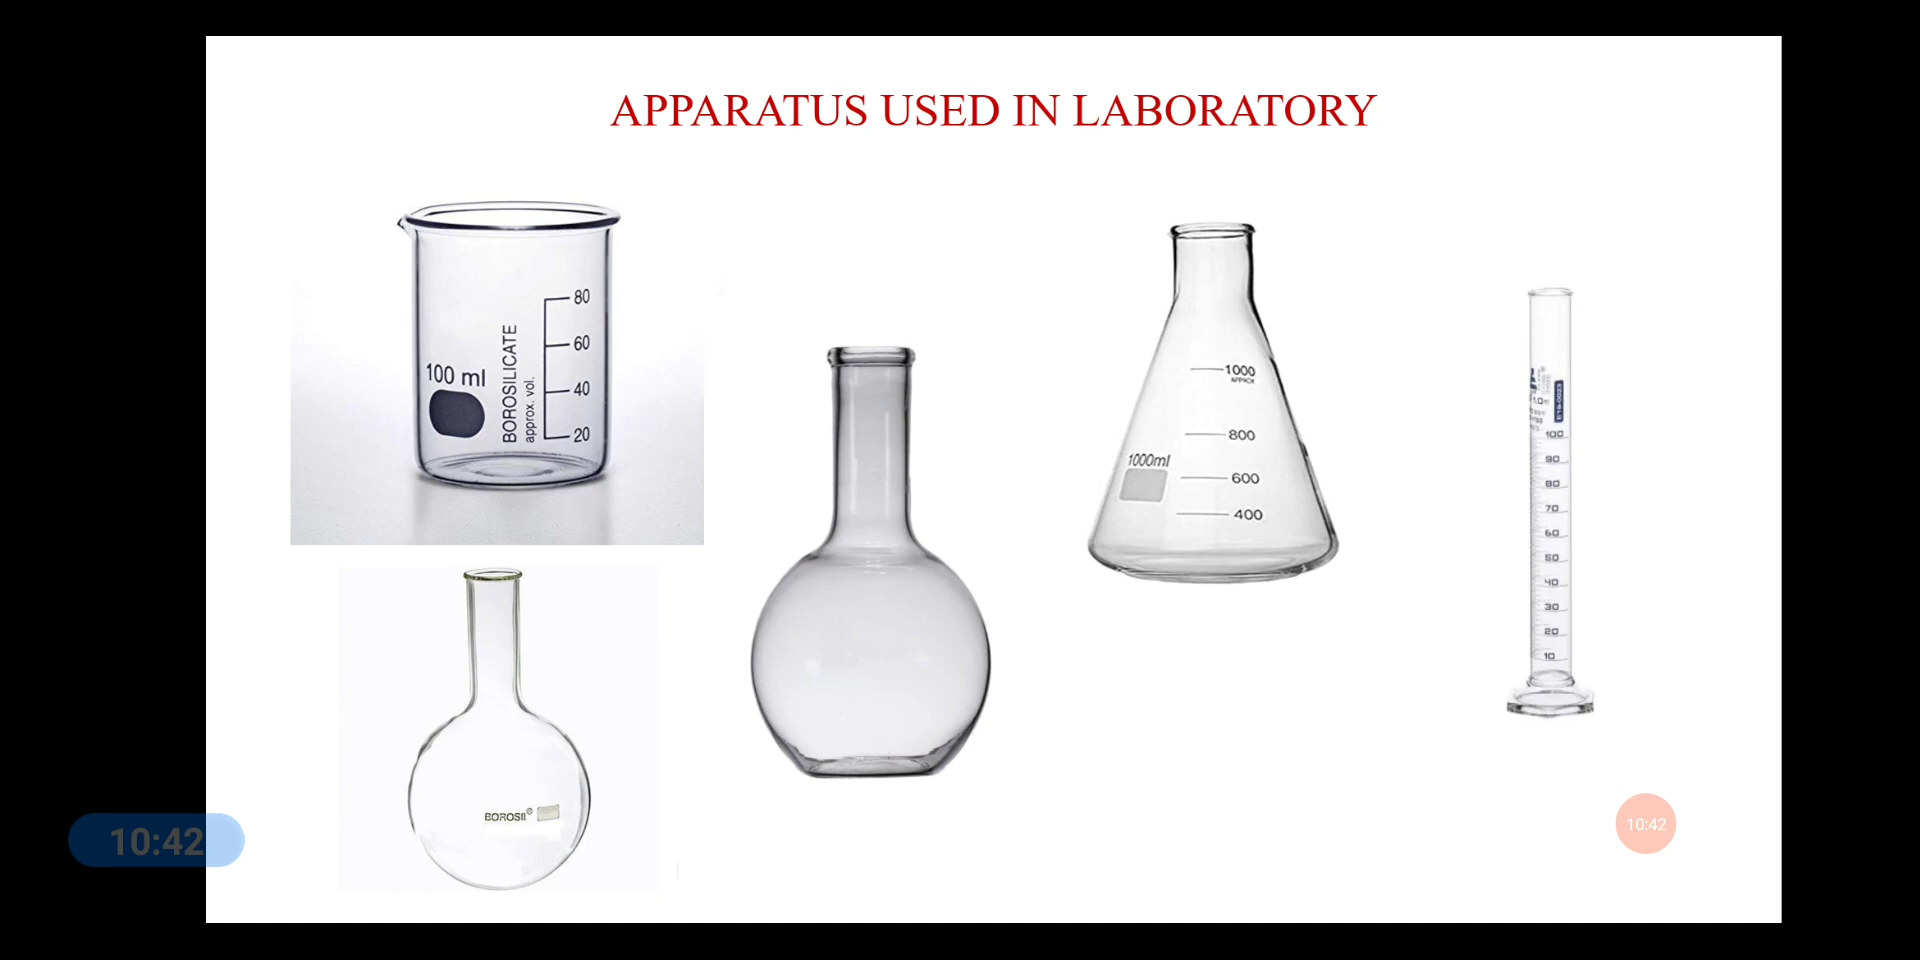 APPARATUS USED IN LABORATORY
80
60
100 ml
BOROSILICATE
approx. vol.
40
20
1000
APPROX
800
1000ml
600
400
100
90
80
70
60
50
40
30
20
10
BOROSIL®
10:42
10:42